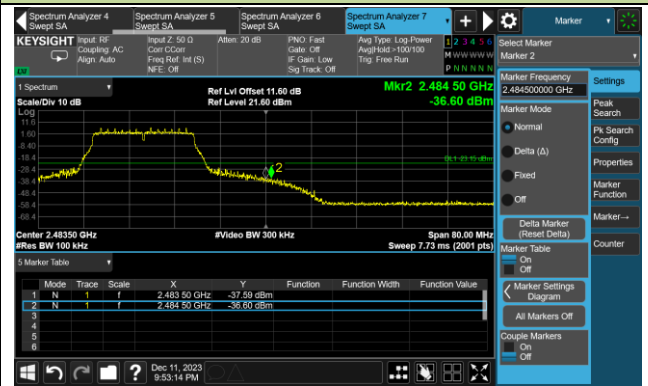 Spectrum Analyzer 4
Swept SA
Spectrum Analyzer 5
Swept SA
Spectrum Analyzer 6
Swept SA
Spectrum Analyzer 7
Swept SA
Marker
KEYSIGHT
Input: RF
Coupling: AC
Align: Auto
Input Z: 50 Ω
Corr CCorr
Freq Ref: Int (S)
NFE: Off
Atten: 20 dB
PNO: Fast
Gate: Off
IF Gain: Low
Sig Track: Off
Avg Type: Log-Power
Avg|Hold >100/100
Trig: Free Run
1 2 3 4 5 6
M W W W W W
P N N N N N
Select Marker
Marker 2
1 Spectrum
Scale/Div 10 dB
Ref Lvl Offset 11.60 dB
Ref Level 21.60 dBm
Mkr2 2.484 50 GHz
-36.60 dBm
Log
11.6
1.60
-8.40
-18.4
-28.4
-38.4
-48.4
-58.4
-68.4
DL1 -23.15 dBm
2
Center 2.48350 GHz
#Res BW 100 kHz
#Video BW 300 kHz
Span 80.00 MHz
Sweep 7.73 ms (2001 pts)
5 Marker Table
Mode Trace Scale X Y Function Function Width Function Value
1 N 1 f 2.483 50 GHz -37.59 dBm
2 N 1 f 2.484 50 GHz -36.60 dBm
3
4
5
6
Marker Frequency
2.484500000 GHz
Marker Mode
Normal
Delta (Δ)
Fixed
Off
Delta Marker
(Reset Delta)
Marker Table
On
Off
Marker Settings
Diagram
All Markers Off
Couple Markers
On
Off
Settings
Peak
Search
Pk Search
Config
Properties
Marker
Function
Marker→
Counter
Dec 11, 2023
9:53:14 PM